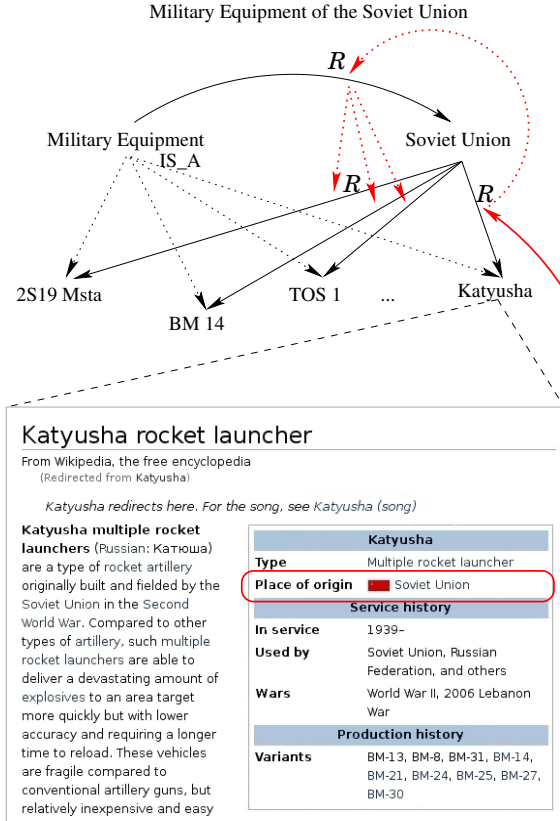 Military Equipment of the Soviet Union
R
Military Equipment
Soviet Union
IS_A
R
R
2S19 Msta
TOS 1
...
Katyusha
BM 14
Katyusha rocket launcher
From Wikipedia, the free encyclopedia
(Redirected from Katyusha)
Katyusha redirects here. For the song, see Katyusha (song)
Katyusha multiple rocket
launchers (Russian: Катюша)
are a type of rocket artillery
originally built and fielded by the
Soviet Union in the Second
World War. Compared to other
types of artillery, such multiple
rocket launchers are able to
deliver a devastating amount of
explosives to an area target
more quickly but with lower
accuracy and requiring a longer
time to reload. These vehicles
are fragile compared to
conventional artillery guns, but
relatively inexpensive and easy
Katyusha
Type Multiple rocket launcher
Place of origin Soviet Union
Service history
In service 1939–
Used by Soviet Union, Russian
Federation, and others
Wars World War II, 2006 Lebanon
War
Production history
Variants BM-13, BM-8, BM-31, BM-14,
BM-21, BM-24, BM-25, BM-27,
BM-30